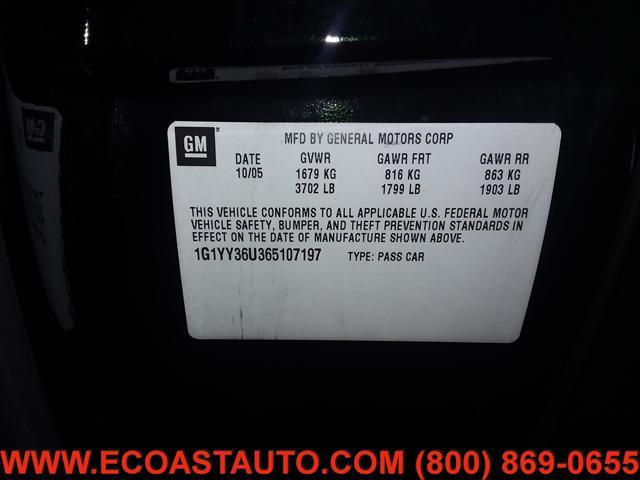 GM
MFD BY GENERAL MOTORS CORP
DATE GVWR GAWR FRT GAWR RR
10/05 1679 KG 816 KG 863 KG
3702 LB 1799 LB 1903 LB
THIS VEHICLE CONFORMS TO ALL APPLICABLE U.S. FEDERAL MOTOR
VEHICLE SAFETY, BUMPER, AND THEFT PREVENTION STANDARDS IN
EFFECT ON THE DATE OF MANUFACTURE SHOWN ABOVE.
1G1YY36U365107197 TYPE: PASS CAR
WWW.ECOASTAUTO.COM (800) 869-0655